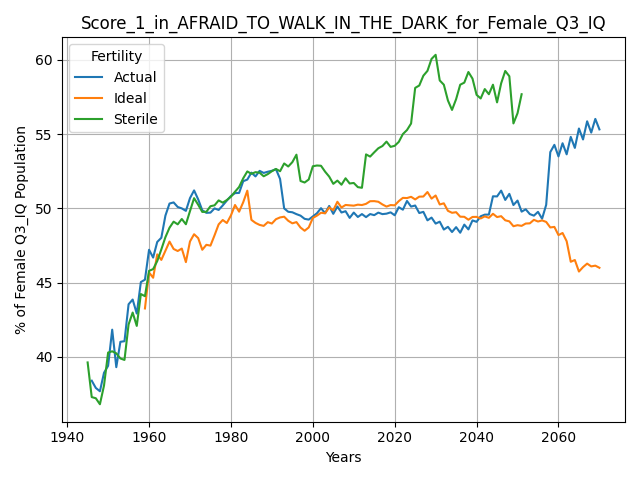 Score_1_in_AFRAID_TO_WALK_IN_THE_DARK_for_Female_Q3_IQ
Fertility
Actual
Ideal
Sterile
% of Female Q3_IQ Population
60
55
50
45
40
1940
1960
1980
2000
2020
2040
2060
Years